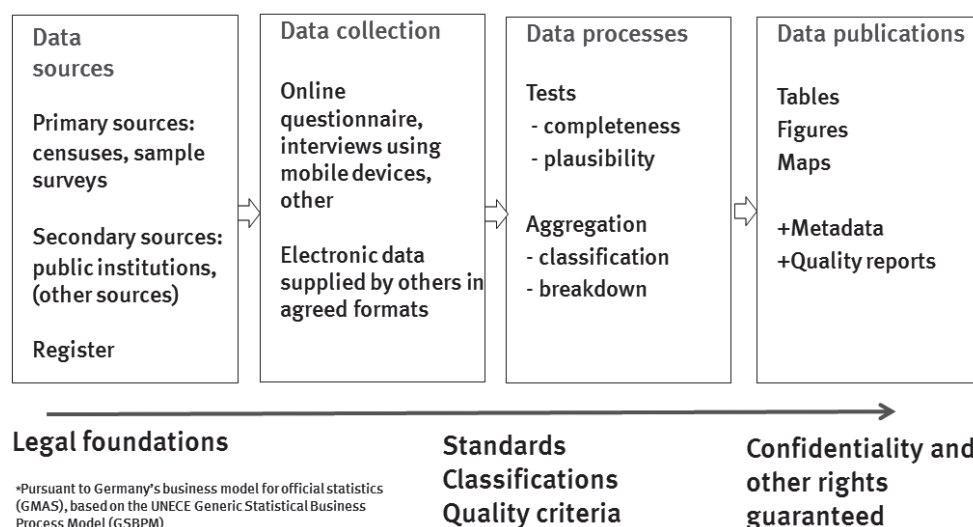 Data
sources
Primary sources:
censuses, sample
surveys
Secondary sources:
public institutions,
(other sources)
Register
Data collection
Online
questionnaire,
interviews using
mobile devices,
other
Electronic data
supplied by others in
agreed formats
Data processes
Tests
- completeness
- plausibility
Aggregation
- classification
- breakdown
Data publications
Tables
Figures
Maps
+Metadata
+Quality reports
Legal foundations
*Pursuant to Germany's business model for official statistics
(GMAS), based on the UNECE Generic Statistical Business
Process Model (GSBPM)
Standards
Classifications
Quality criteria
Confidentiality and
other rights
guaranteed